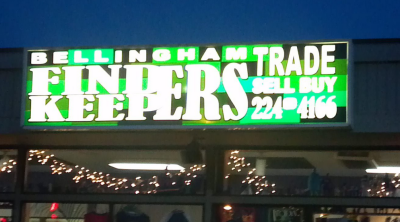 BELLINGHAM
FINDERS
KEEPERS
TRADE
SELL BUY
224-4166